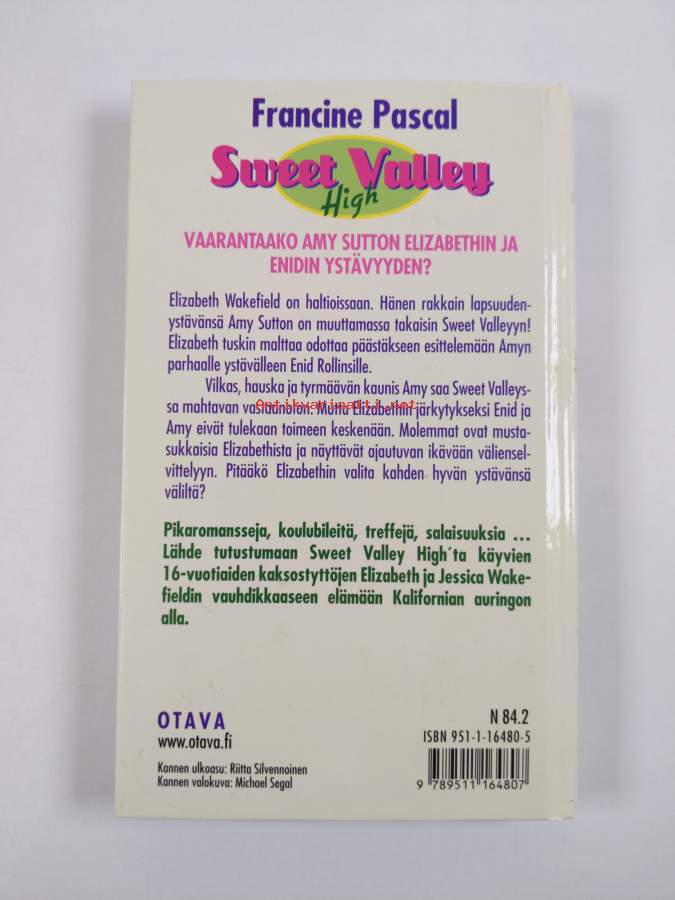 Francine Pascal
Sweet Valley
High
VAARANTAAKO AMY SUTTON ELIZABETHIN JA
ENIDIN YSTÄVYYDEN?
Elizabeth Wakefield on haltioissaan. Hänen rakkain lapsuuden-
ystävänsä Amy Sutton on muuttamassa takaisin Sweet Valleyyn!
Elizabeth tuskin malttaa odottaa päästäkseen esittelemään Amyn
parhaalle ystävälleen Enid Rollinsille.
Vilkas, hauska ja tyrmäävän kaunis Amy saa Sweet Valleys-
sa mahtavan vastaanoton. Mutta Elizabethin järkytykseksi Enid ja
Antikvariaatti.net
Amy eivät tulekaan toimeen keskenään. Molemmat ovat musta-
sukkaisia Elizabethista ja näyttävät ajautuvan ikävään välienselvittelyyn. Pitääkö Elizabethin valita kahden hyvän ystävänsä
väliltä?
Pikaromansseja, koulubileitä, treffejä, salaisuuksia ...
Lähde tutustumaan Sweet Valley High´ta käyvien
16-vuotiaiden kaksostyttöjen Elizabeth ja Jessica Wake-
fieldin vauhdikkaaseen elämään Kalifornian auringon
alla.
OTAVA
www.otava.fi
Kannen ulkoasu: Riitta Silvennoinen
Kannen valokuva: Michael Segal
N 84.2
ISBN 951-1-16480-5
9 789511 164807